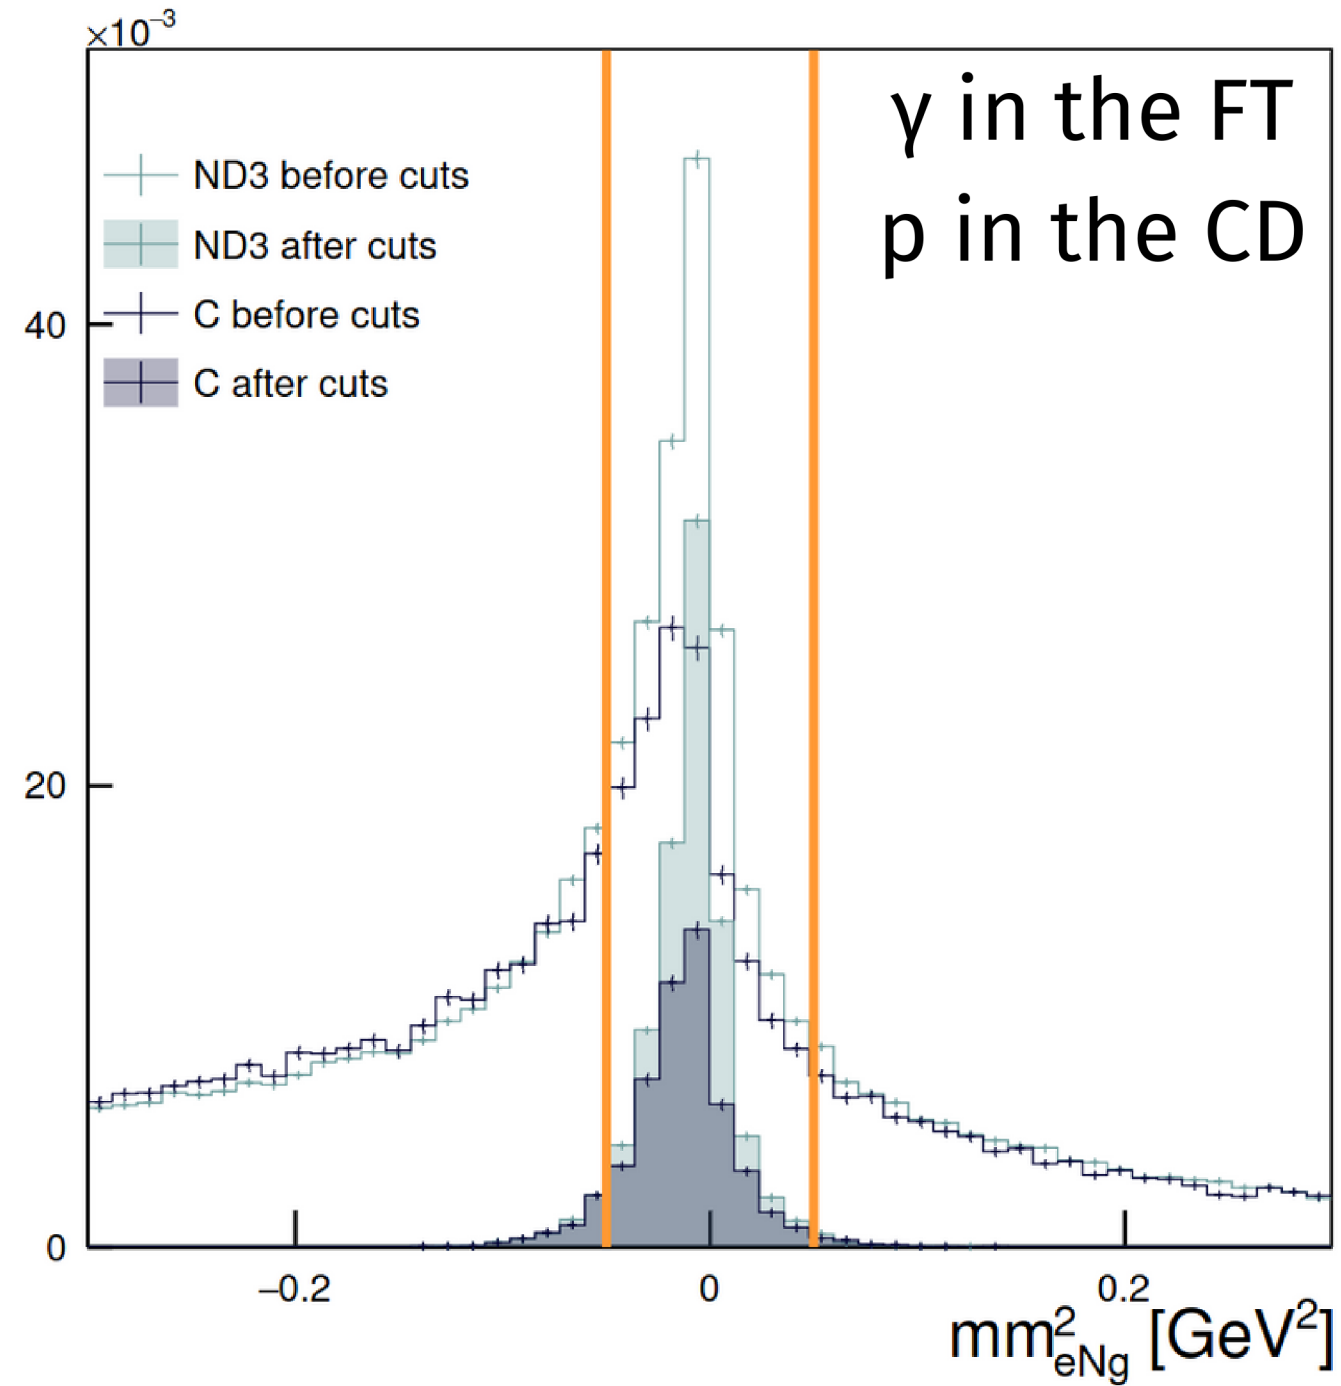 ×10⁻³
γ in the FT
p in the CD
ND3 before cuts
ND3 after cuts
C before cuts
C after cuts
40
20
0
−0.2
0
0.2
mm²eNg [GeV²]